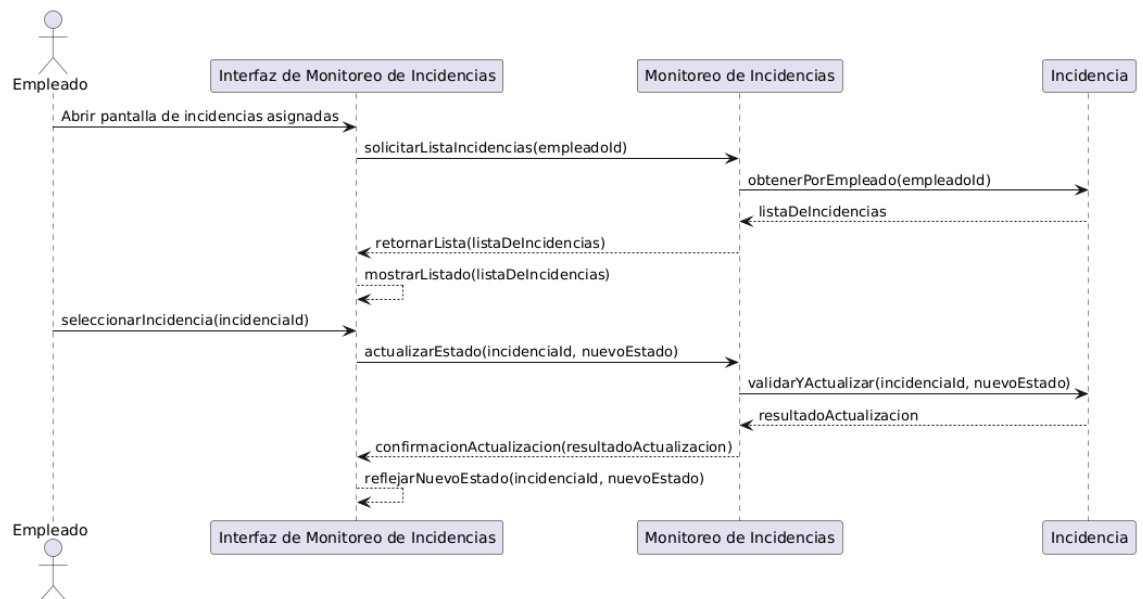 Empleado
Interfaz de Monitoreo de Incidencias
Monitoreo de Incidencias
Incidencia
Abrir pantalla de incidencias asignadas
solicitarListaIncidencias(empleadoId)
obtenerPorEmpleado(empleadoId)
listaDeIncidencias
retornarLista(listaDeIncidencias)
mostrarListado(listaDeIncidencias)
seleccionarIncidencia(incidenciaId)
actualizarEstado(incidenciaId, nuevoEstado)
validarYActualizar(incidenciaId, nuevoEstado)
resultadoActualizacion
confirmacionActualizacion(resultadoActualizacion)
reflejarNuevoEstado(incidenciaId, nuevoEstado)
Empleado
Interfaz de Monitoreo de Incidencias
Monitoreo de Incidencias
Incidencia